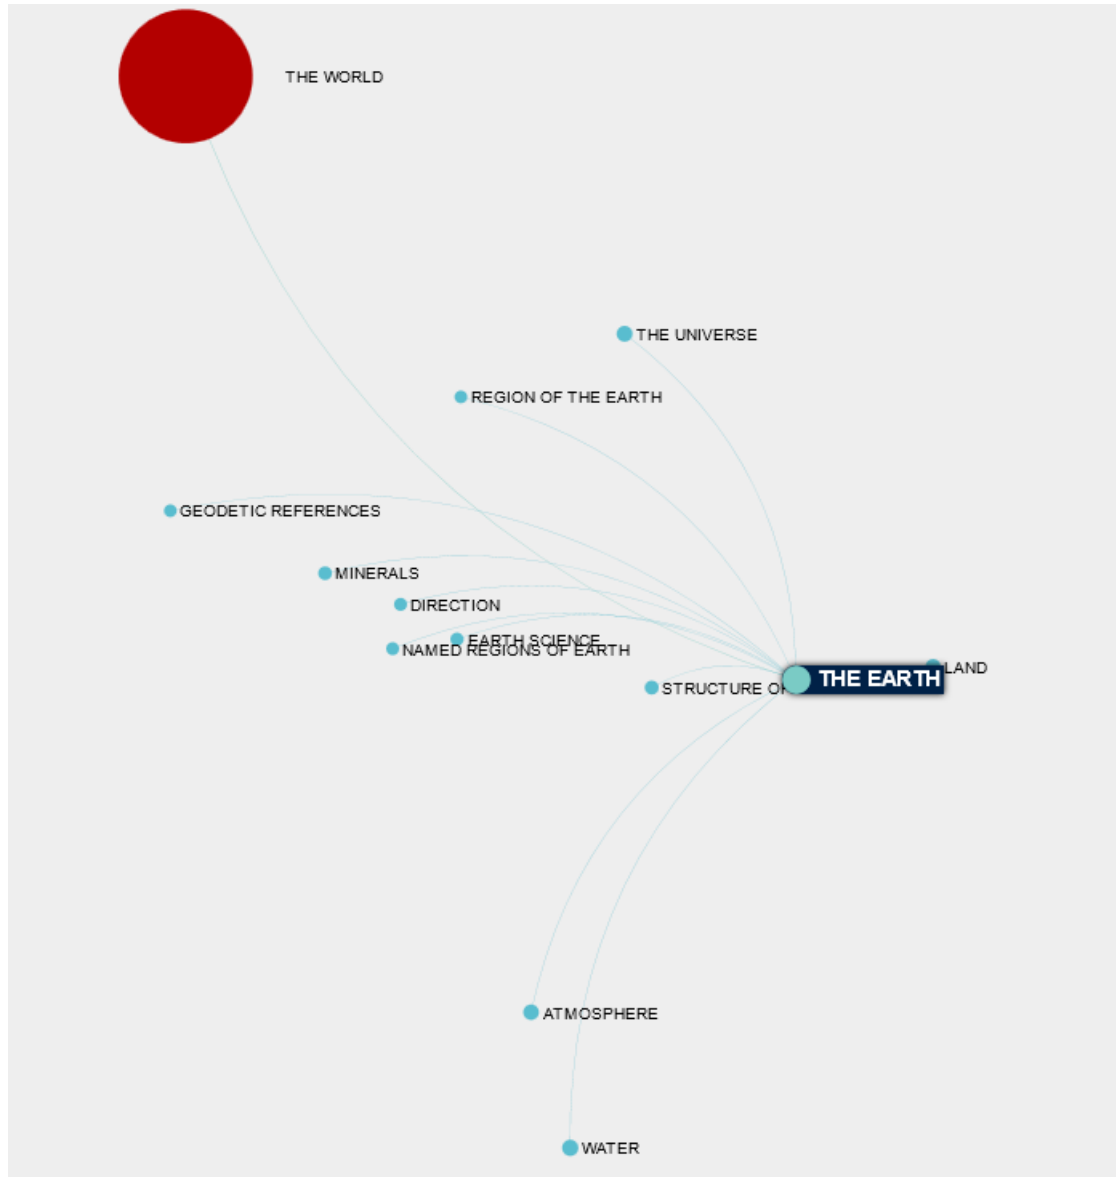 THE WORLD
THE UNIVERSE
REGION OF THE EARTH
GEODETIC REFERENCES
MINERALS
DIRECTION
EARTH SCIENCE
NAMED REGIONS OF EARTH
LAND
THE EARTH
STRUCTURE OF
ATMOSPHERE
WATER